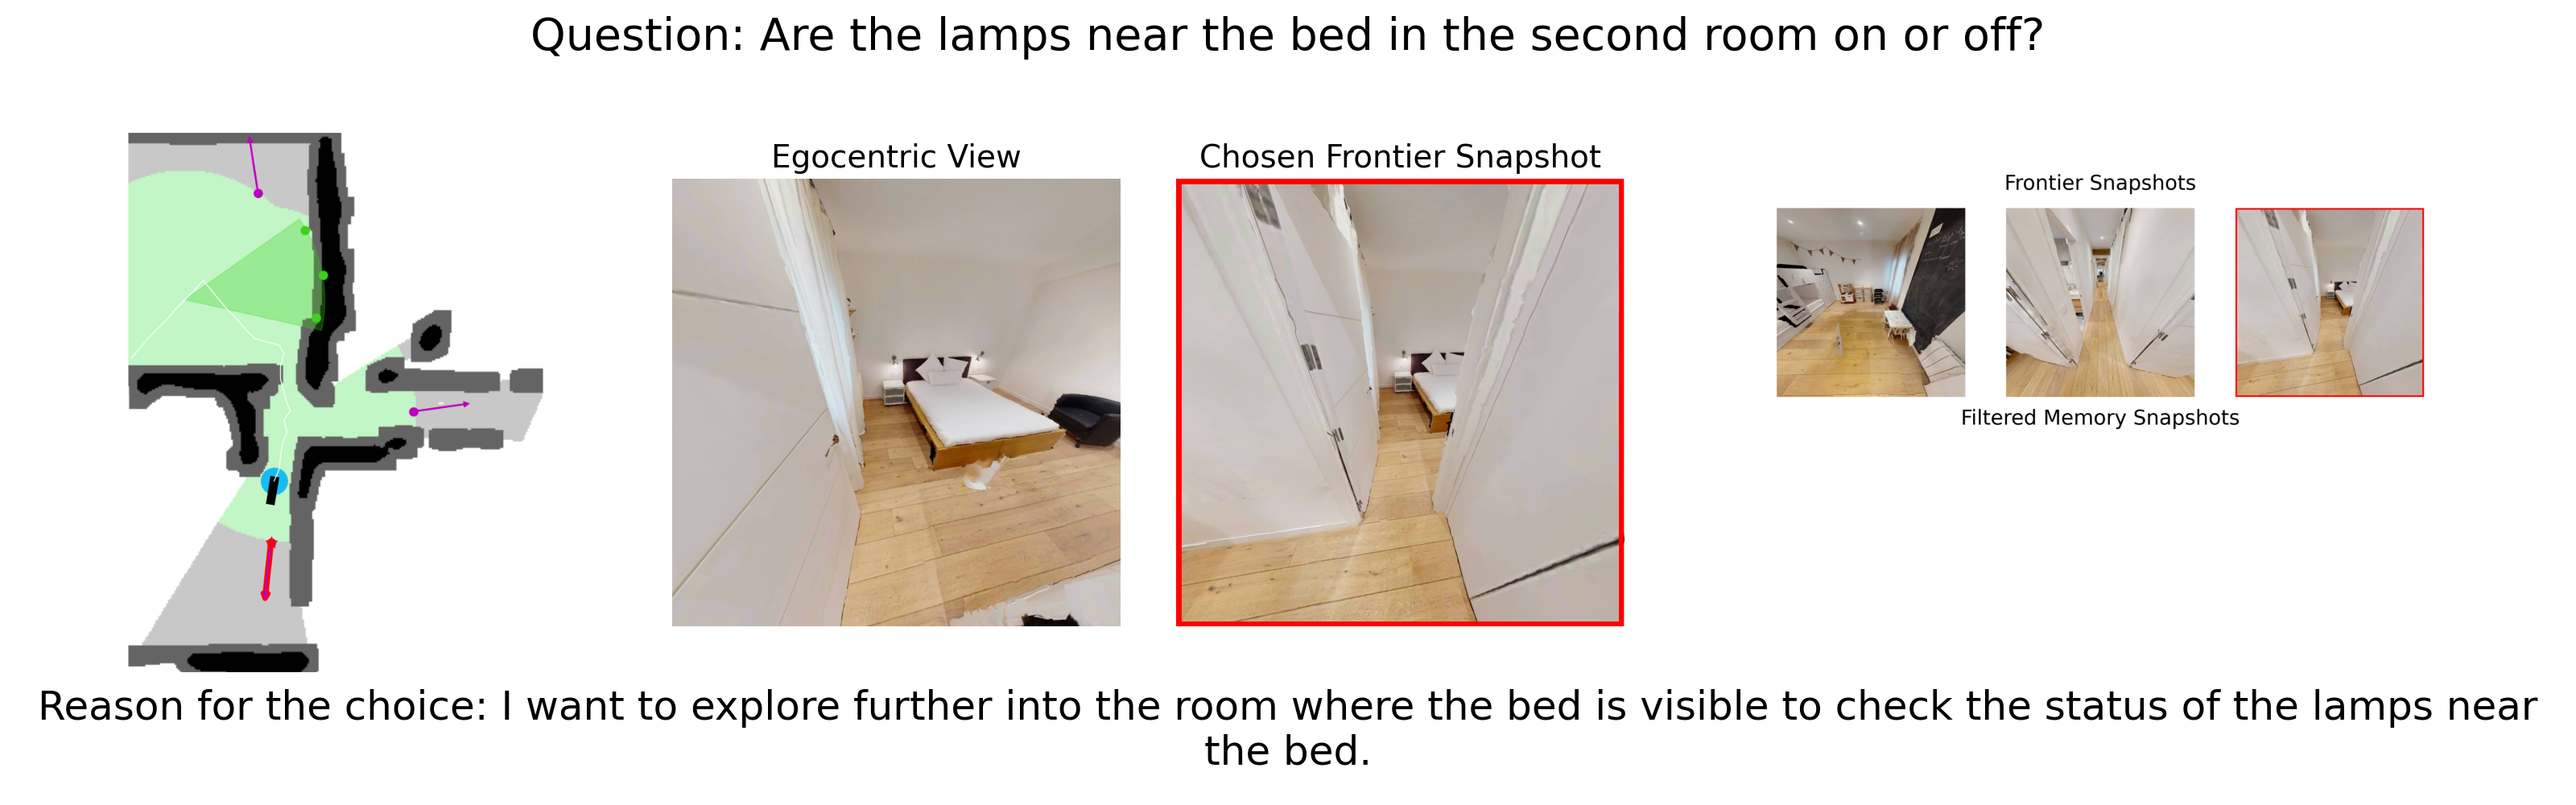 Question: Are the lamps near the bed in the second room on or off?
Egocentric View
Chosen Frontier Snapshot
Frontier Snapshots
Filtered Memory Snapshots
Reason for the choice: I want to explore further into the room where the bed is visible to check the status of the lamps near
the bed.